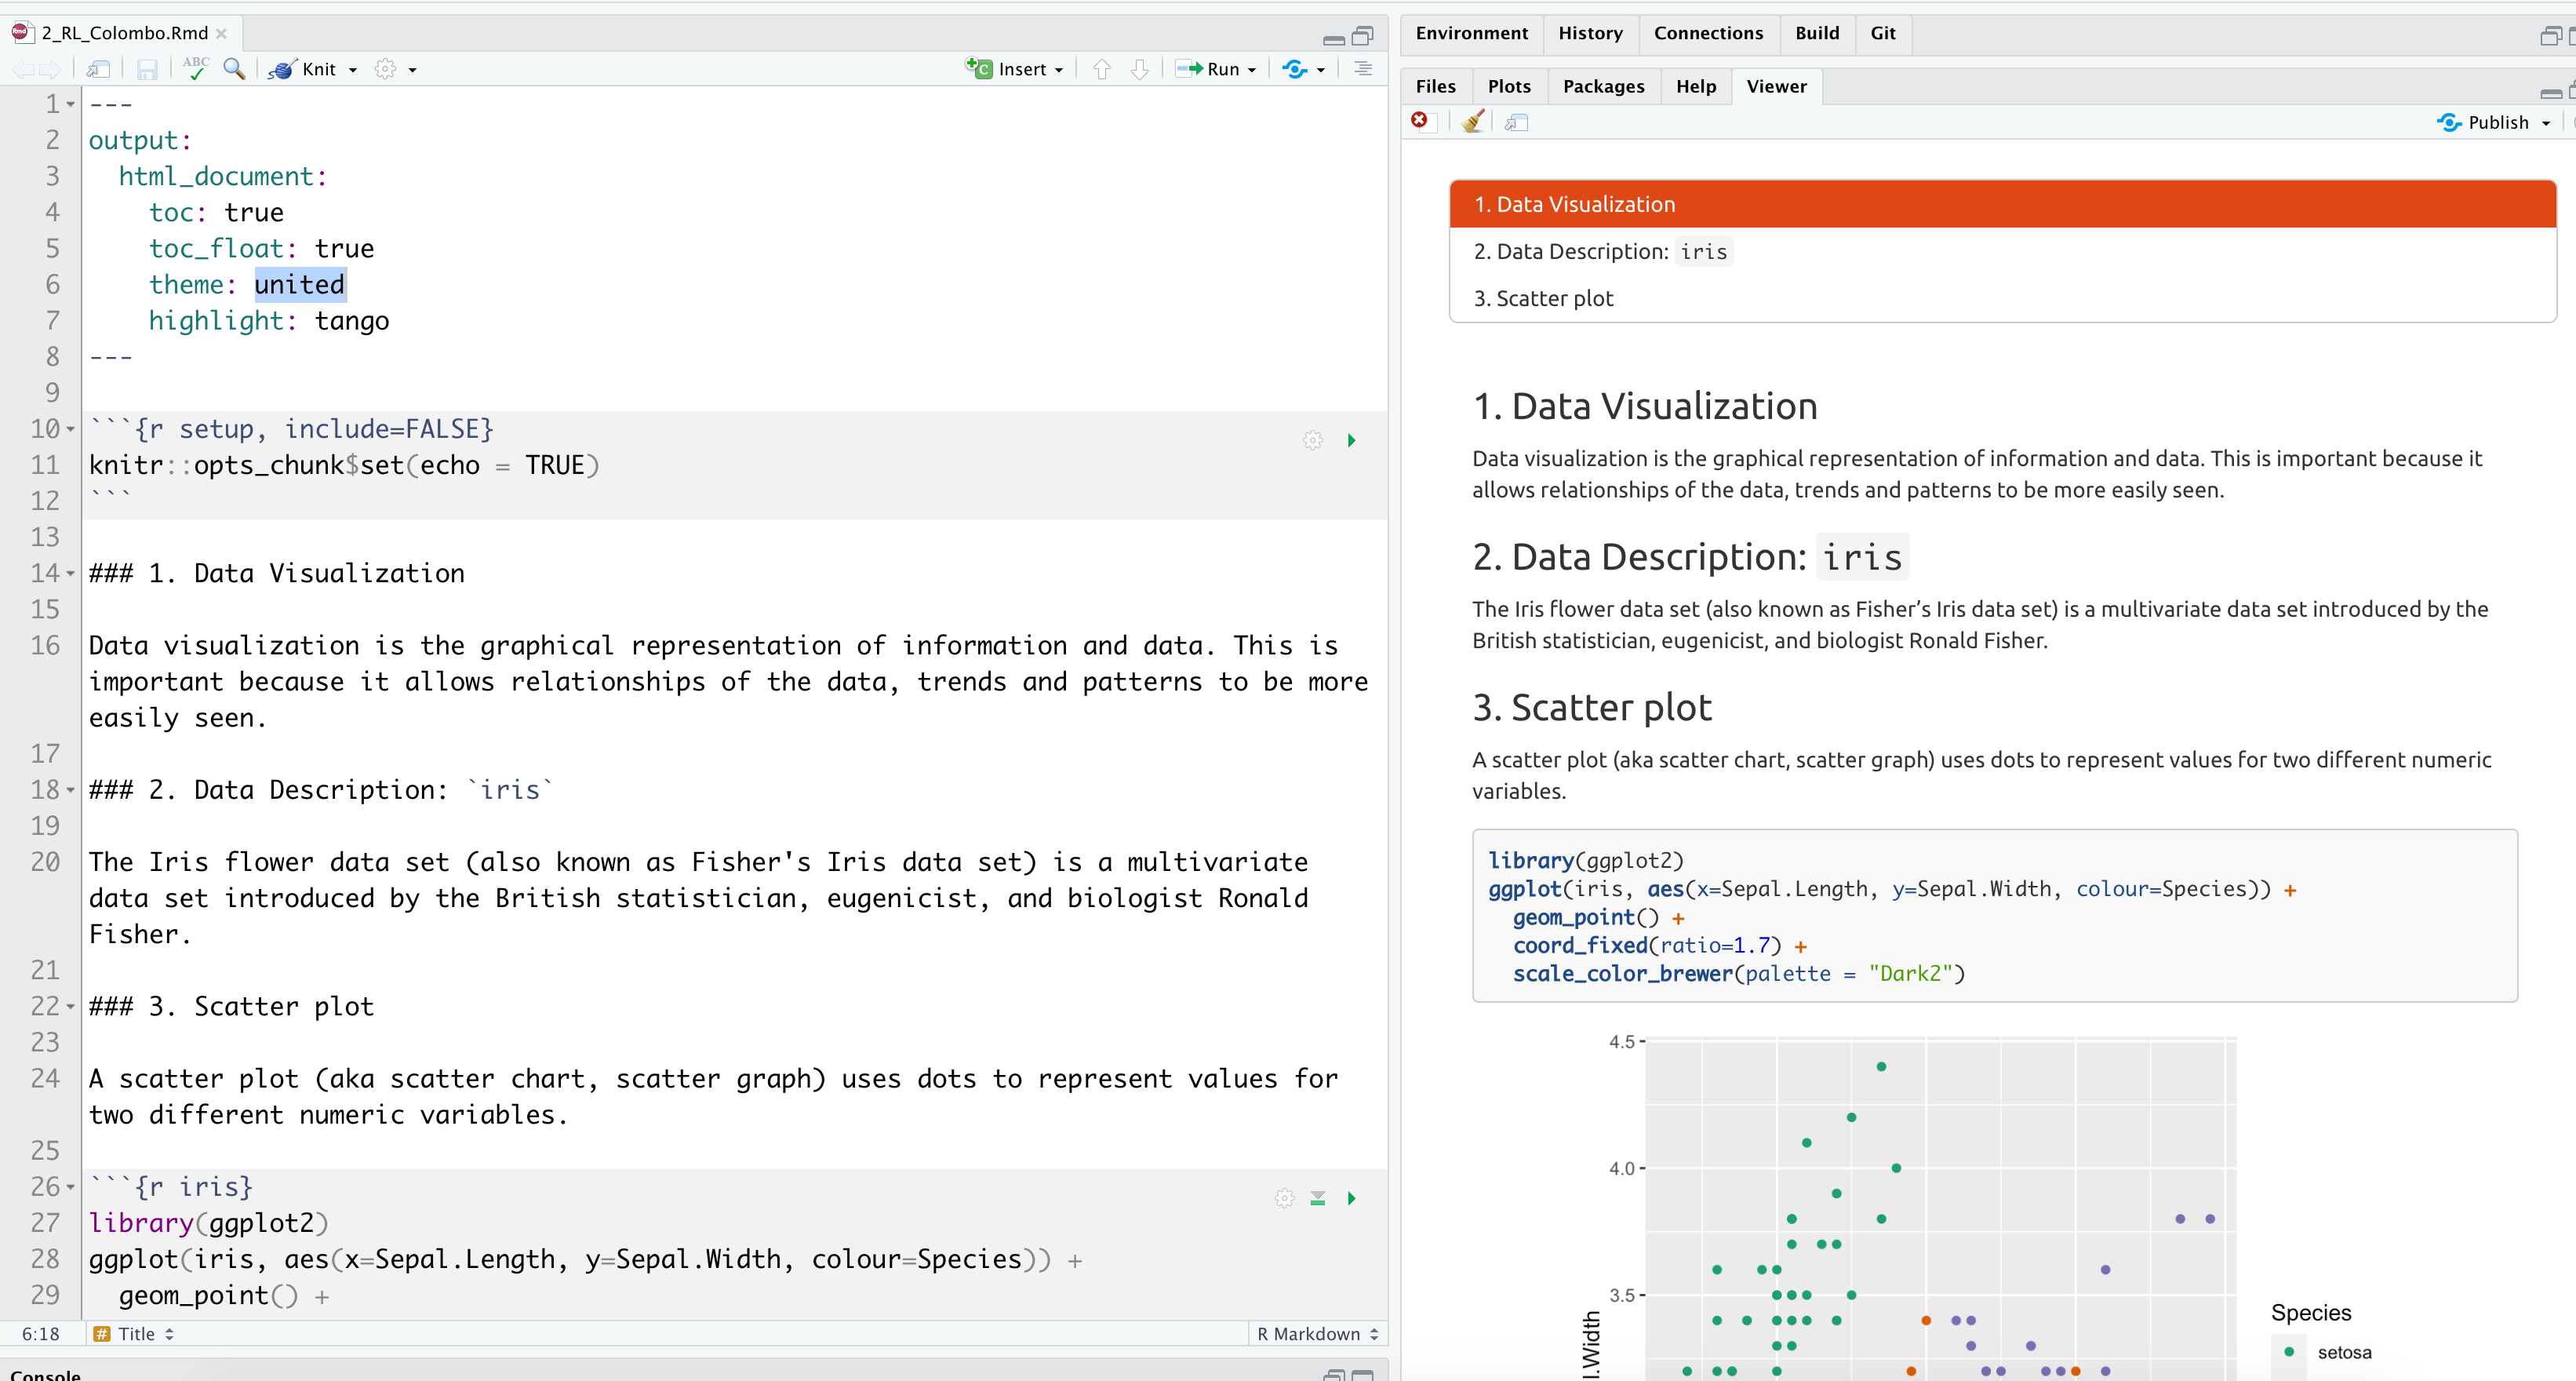 2_RL_Colombo.Rmd
ABC
Knit
Insert
Run
1 ---
2 output:
3   html_document:
4     toc: true
5     toc_float: true
6     theme: united
7     highlight: tango
8 ---
9
10 ```{r setup, include=FALSE}
11 knitr::opts_chunk$set(echo = TRUE)
12 ```
13
14 ### 1. Data Visualization
15
16 Data visualization is the graphical representation of information and data. This is
important because it allows relationships of the data, trends and patterns to be more
easily seen.
17
18 ### 2. Data Description: `iris`
19
20 The Iris flower data set (also known as Fisher's Iris data set) is a multivariate
data set introduced by the British statistician, eugenicist, and biologist Ronald
Fisher.
21
22 ### 3. Scatter plot
23
24 A scatter plot (aka scatter chart, scatter graph) uses dots to represent values for
two different numeric variables.
25
26 ```{r iris}
27 library(ggplot2)
28 ggplot(iris, aes(x=Sepal.Length, y=Sepal.Width, colour=Species)) +
29   geom_point() +
6:18 # Title R Markdown
Console
Environment History Connections Build Git
Files Plots Packages Help Viewer
Publish
1. Data Visualization
2. Data Description: iris
3. Scatter plot
1. Data Visualization
Data visualization is the graphical representation of information and data. This is important because it
allows relationships of the data, trends and patterns to be more easily seen.
2. Data Description: iris
The Iris flower data set (also known as Fisher’s Iris data set) is a multivariate data set introduced by the
British statistician, eugenicist, and biologist Ronald Fisher.
3. Scatter plot
A scatter plot (aka scatter chart, scatter graph) uses dots to represent values for two different numeric
variables.
library(ggplot2)
ggplot(iris, aes(x=Sepal.Length, y=Sepal.Width, colour=Species)) +
  geom_point() +
  coord_fixed(ratio=1.7) +
  scale_color_brewer(palette = "Dark2")
4.5
4.0
3.5
l.Width
Species
setosa